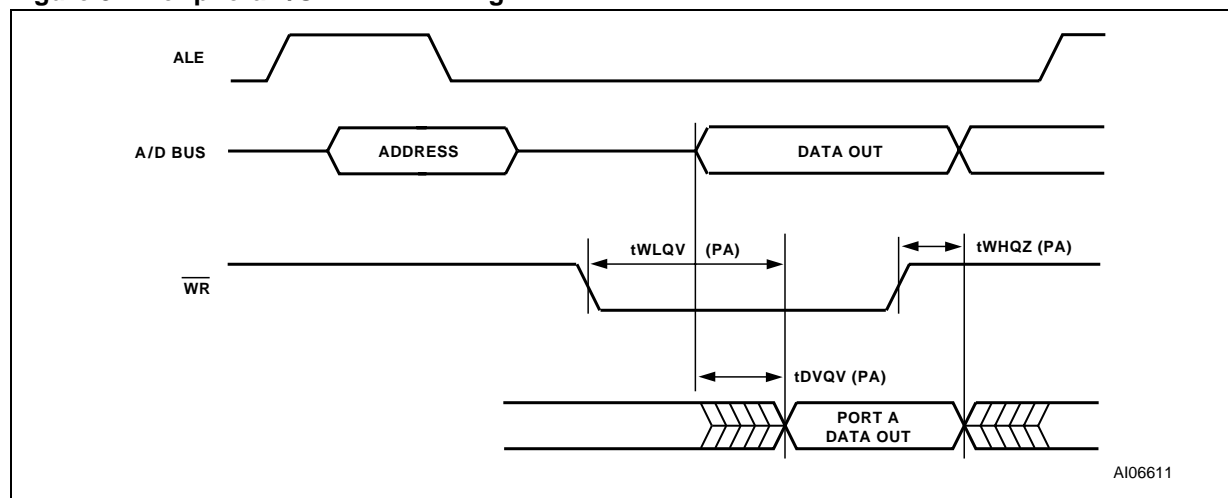 ALE
A/D BUS
ADDRESS
DATA OUT
tWLQV (PA)
tWHQZ (PA)
WR
tDVQV (PA)
PORT A
DATA OUT
AI06611